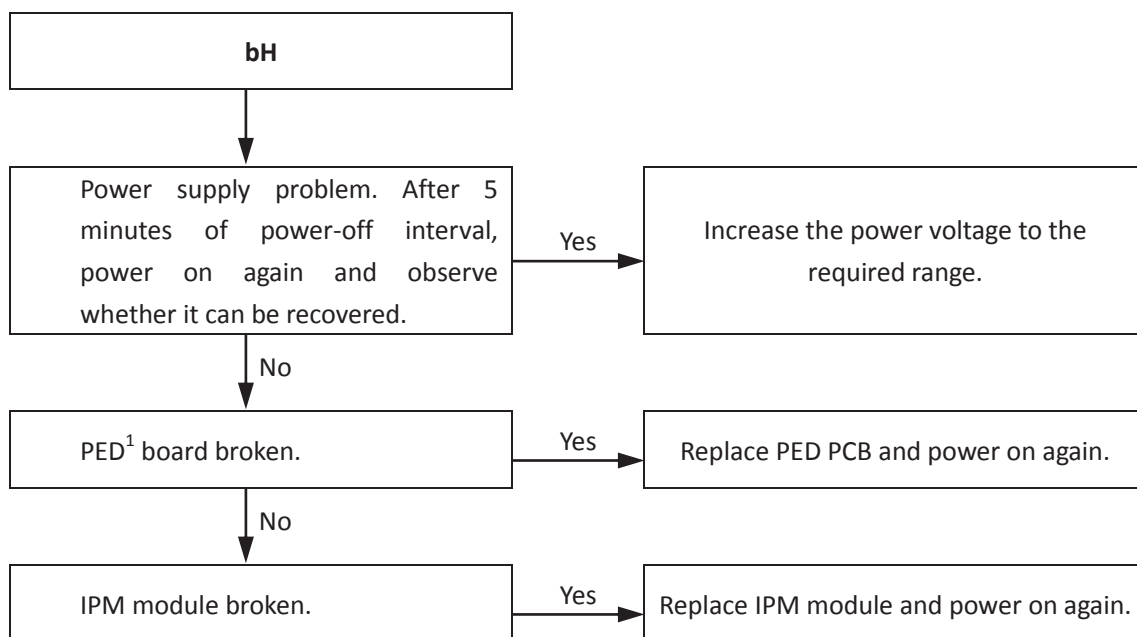 bH
Power supply problem. After 5
minutes of power-off interval,
power on again and observe
whether it can be recovered.
Yes
Increase the power voltage to the
required range.
No
PED¹ board broken.
Yes
Replace PED PCB and power on again.
No
IPM module broken.
Yes
Replace IPM module and power on again.